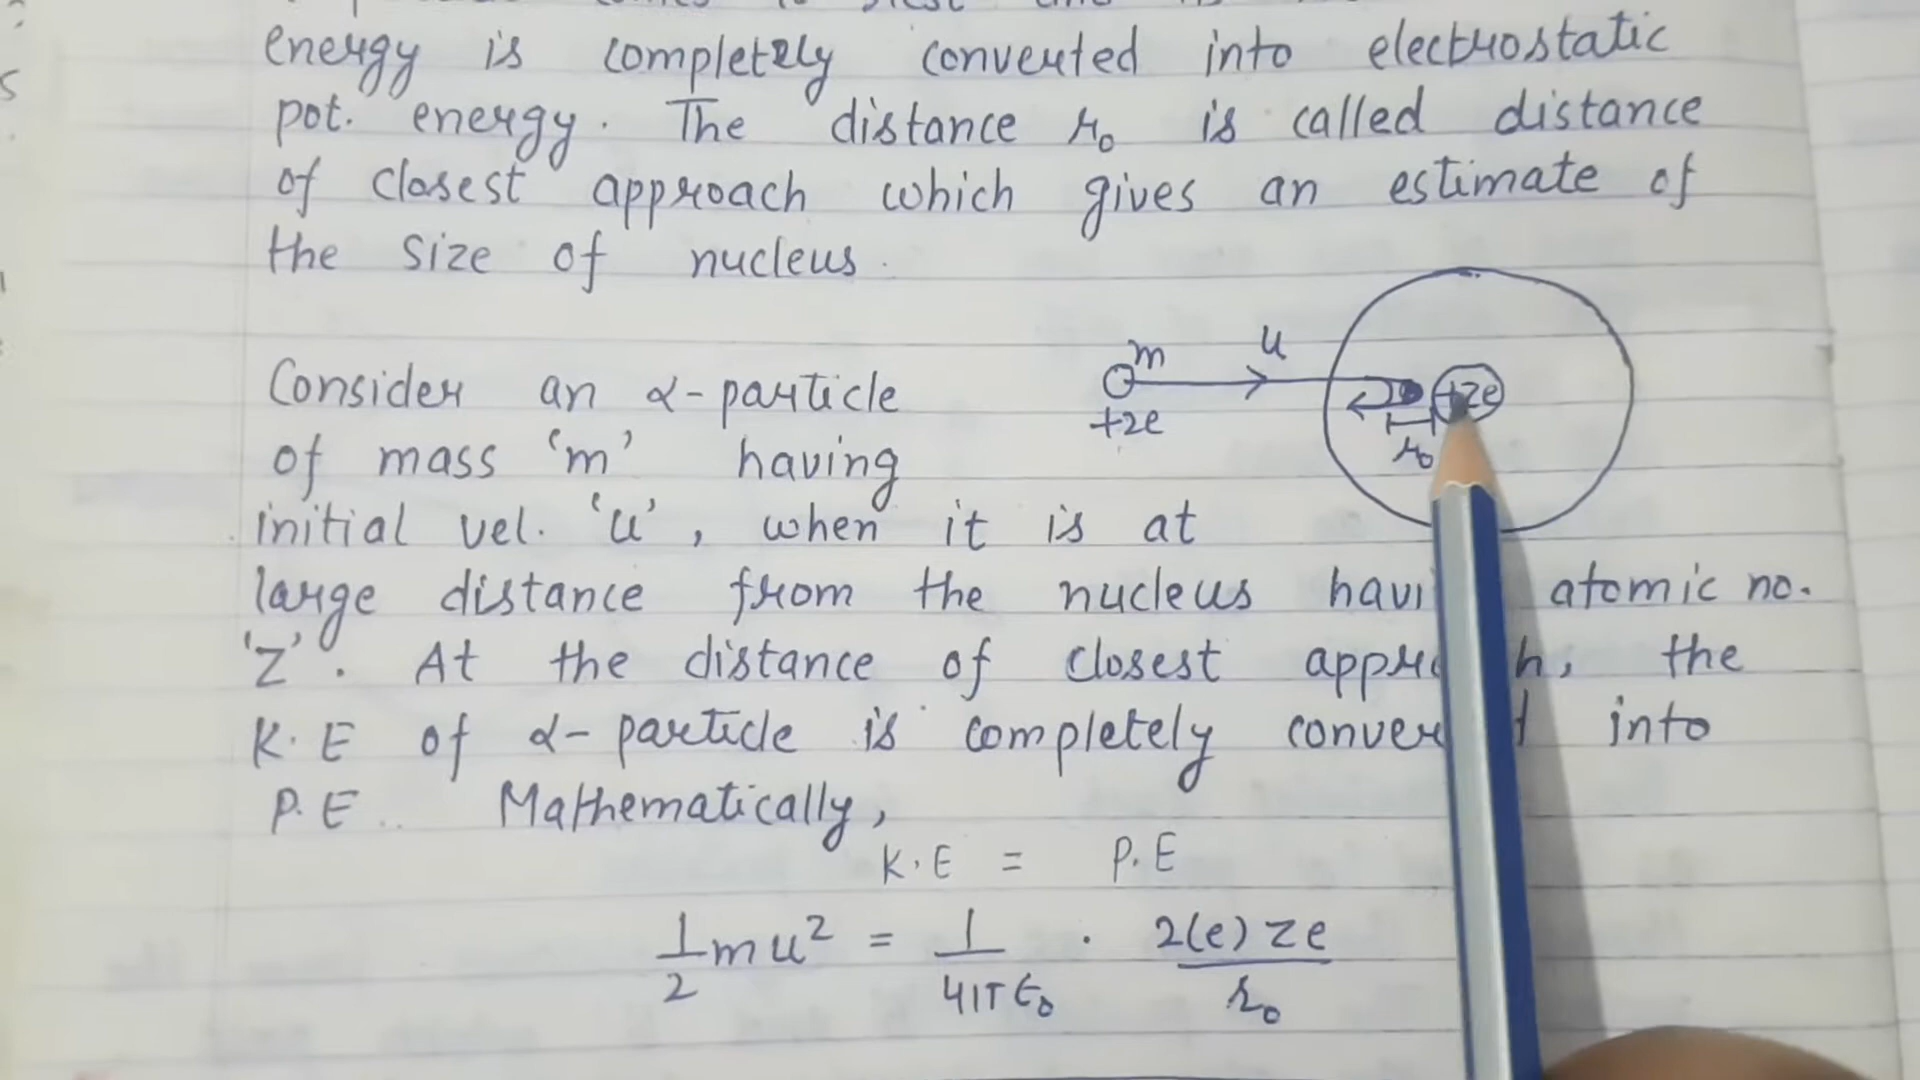 energy is completely converted into electrostatic
pot. energy. The distance r₀ is called distance
of closest approach which gives an estimate of
the size of nucleus.
m u
+2e +Ze
r₀
Consider an α-particle
of mass 'm' having
initial vel. 'u', when it is at
large distance from the nucleus havi atomic no.
'Z'. At the distance of closest appro h, the
K.E of α-particle is completely conver d into
P.E.. Mathematically,
K.E = P.E
1/2 mu² = 1/4πε₀ · 2(e) Ze/r₀